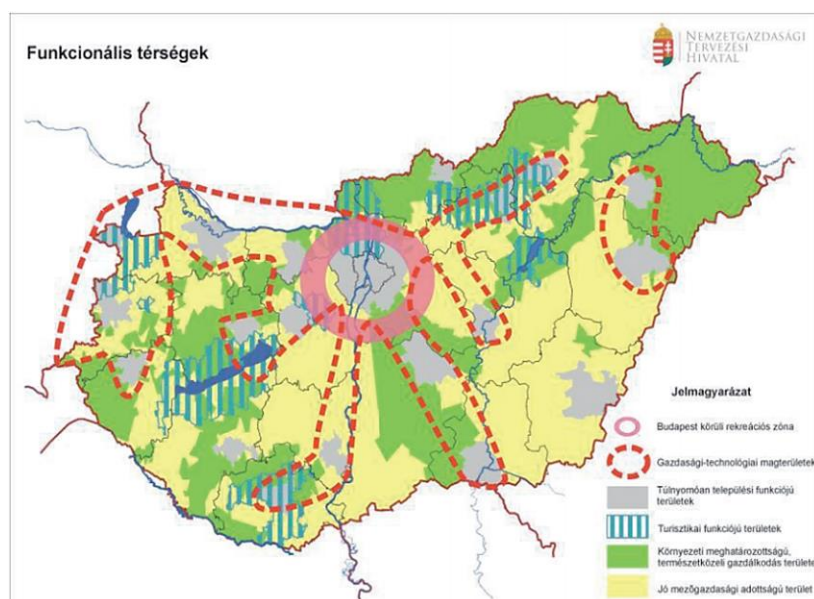 Funkcionális térségek
NEMZETGAZDASÁGI
TERVEZÉSI
HIVATAL
Jelmagyarázat
Budapest körüli rekreációs zóna
Gazdasági-technológiai magterületek
Túlnyomóan települési funkciójú
területek
Turisztikai funkciójú területek
Környezeti meghatározottságú,
természetközeli gazdálkodás területe
Jó mezőgazdasági adottságú terület